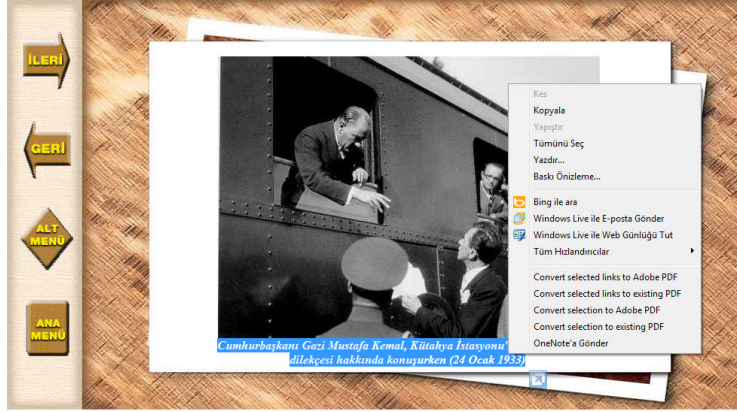 İLERİ
GERİ
ALT
MENÜ
ANA
MENÜ
Kes
Kopyala
Yapıştır
Tümünü Seç
Yazdır...
Baskı Önizleme...
Bing ile ara
Windows Live ile E-posta Gönder
Windows Live ile Web Günlüğü Tut
Tüm Hızlandırıcılar
Convert selected links to Adobe PDF
Convert selected links to existing PDF
Convert selection to Adobe PDF
Convert selection to existing PDF
OneNote'a Gönder
Cumhurbaşkanı Gazi Mustafa Kemal, Kütahya İstasyonu'
dilekçesi hakkında konuşurken (24 Ocak 1933)